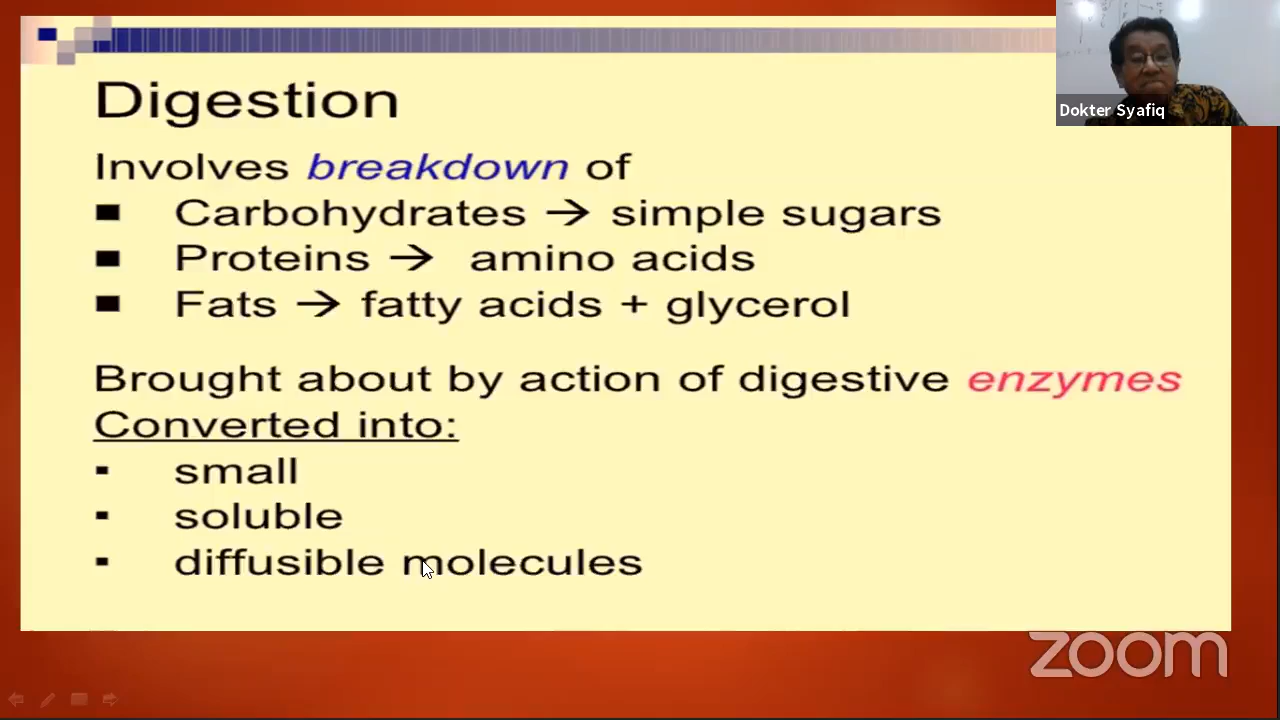 Digestion
Involves breakdown of
■ Carbohydrates → simple sugars
■ Proteins → amino acids
■ Fats → fatty acids + glycerol
Brought about by action of digestive enzymes
Converted into:
▪ small
▪ soluble
▪ diffusible molecules
Dokter Syafiq
zoom